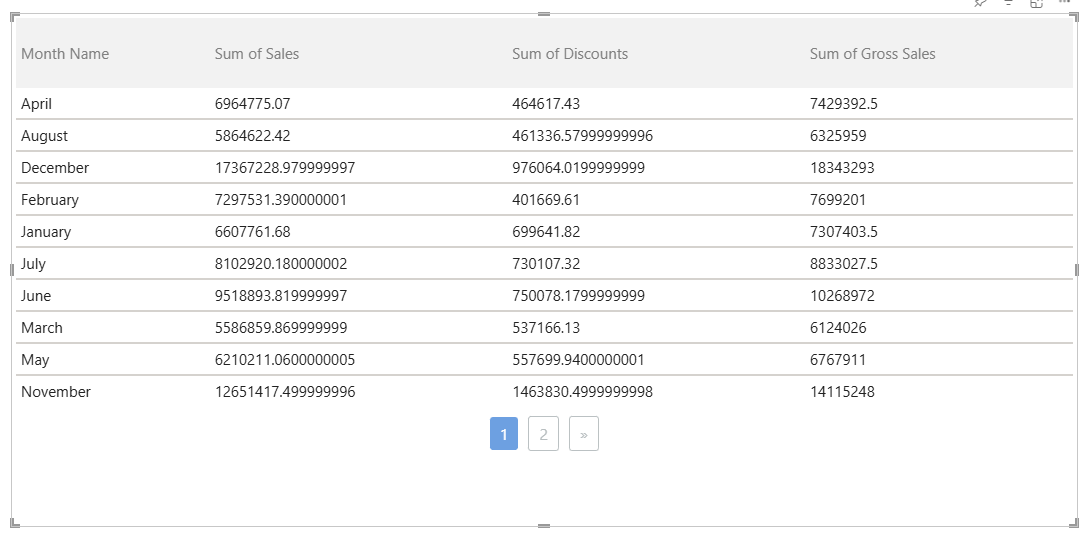 Month Name Sum of Sales Sum of Discounts Sum of Gross Sales
April 6964775.07 464617.43 7429392.5
August 5864622.42 461336.57999999996 6325959
December 17367228.979999997 976064.0199999999 18343293
February 7297531.390000001 401669.61 7699201
January 6607761.68 699641.82 7307403.5
July 8102920.180000002 730107.32 8833027.5
June 9518893.819999997 750078.1799999999 10268972
March 5586859.869999999 537166.13 6124026
May 6210211.0600000005 557699.9400000001 6767911
November 12651417.499999996 1463830.4999999998 14115248
1 2 »